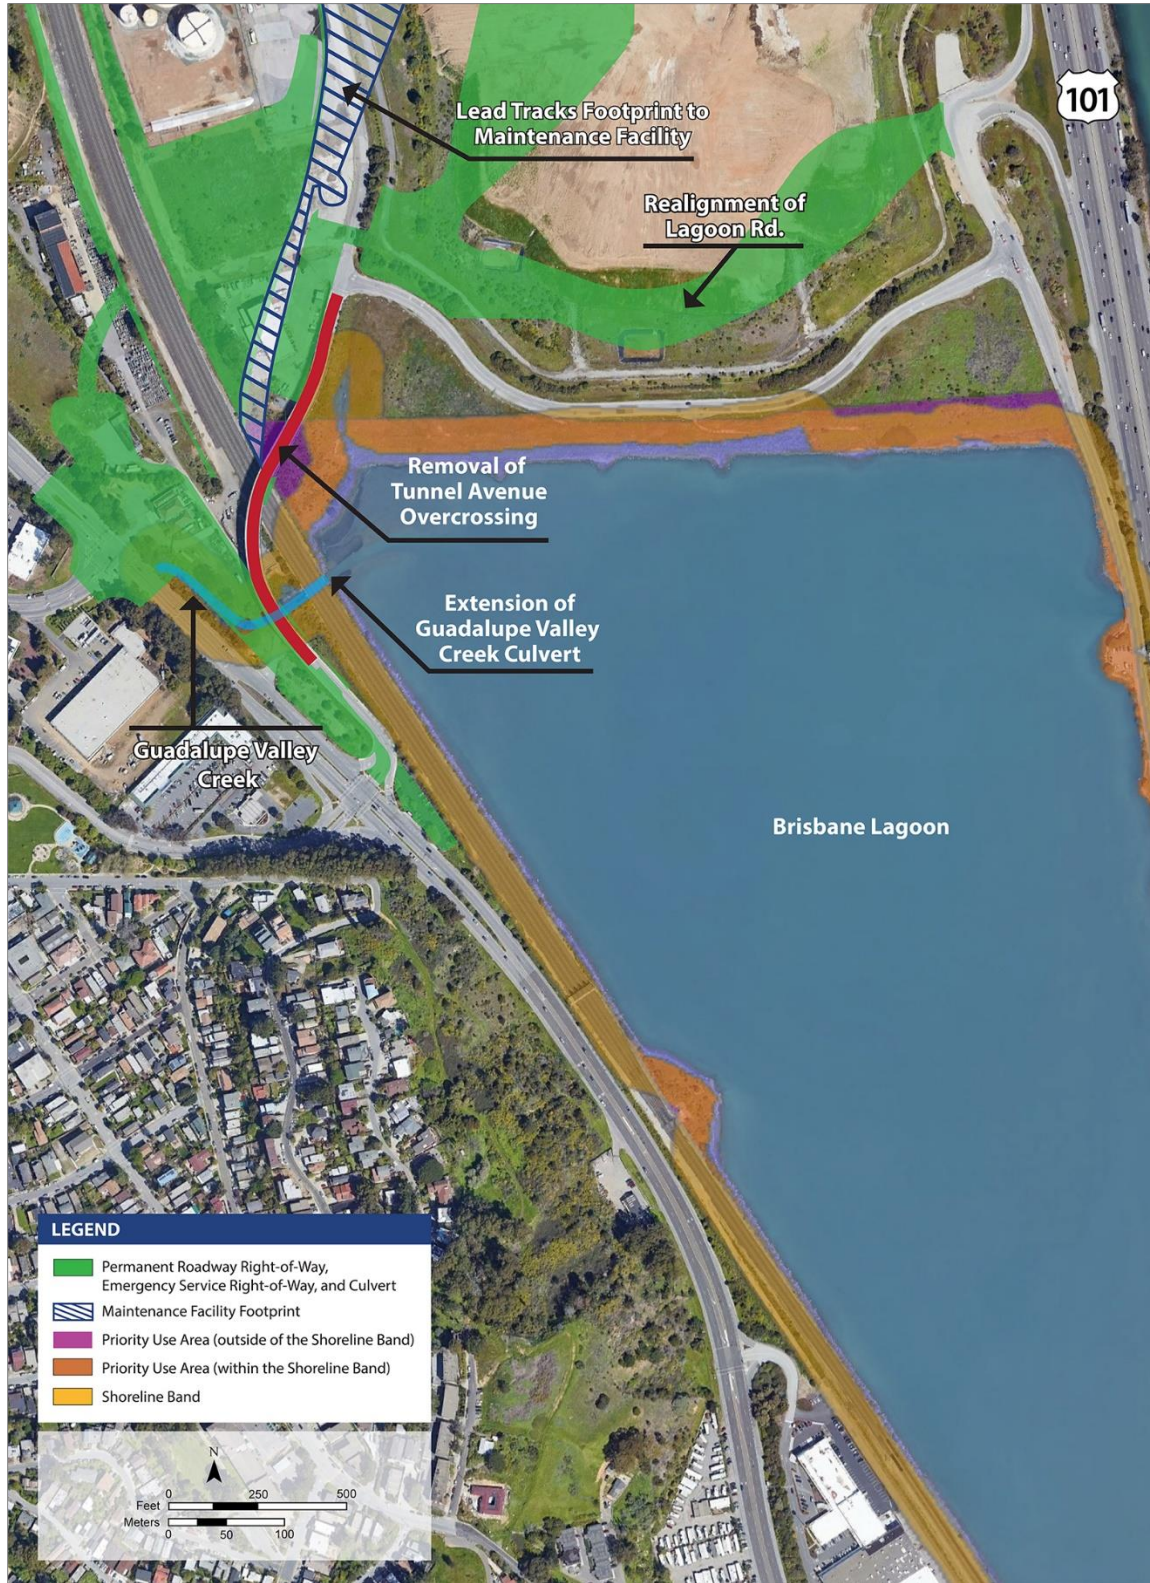 101
Lead Tracks Footprint to
Maintenance Facility
Realignment of
Lagoon Rd.
Removal of
Tunnel Avenue
Overcrossing
Extension of
Guadalupe Valley
Creek Culvert
Guadalupe Valley
Creek
Brisbane Lagoon
LEGEND
Permanent Roadway Right-of-Way,
Emergency Service Right-of-Way, and Culvert
Maintenance Facility Footprint
Priority Use Area (outside of the Shoreline Band)
Priority Use Area (within the Shoreline Band)
Shoreline Band
N
0 250 500
Feet
Meters
0 50 100